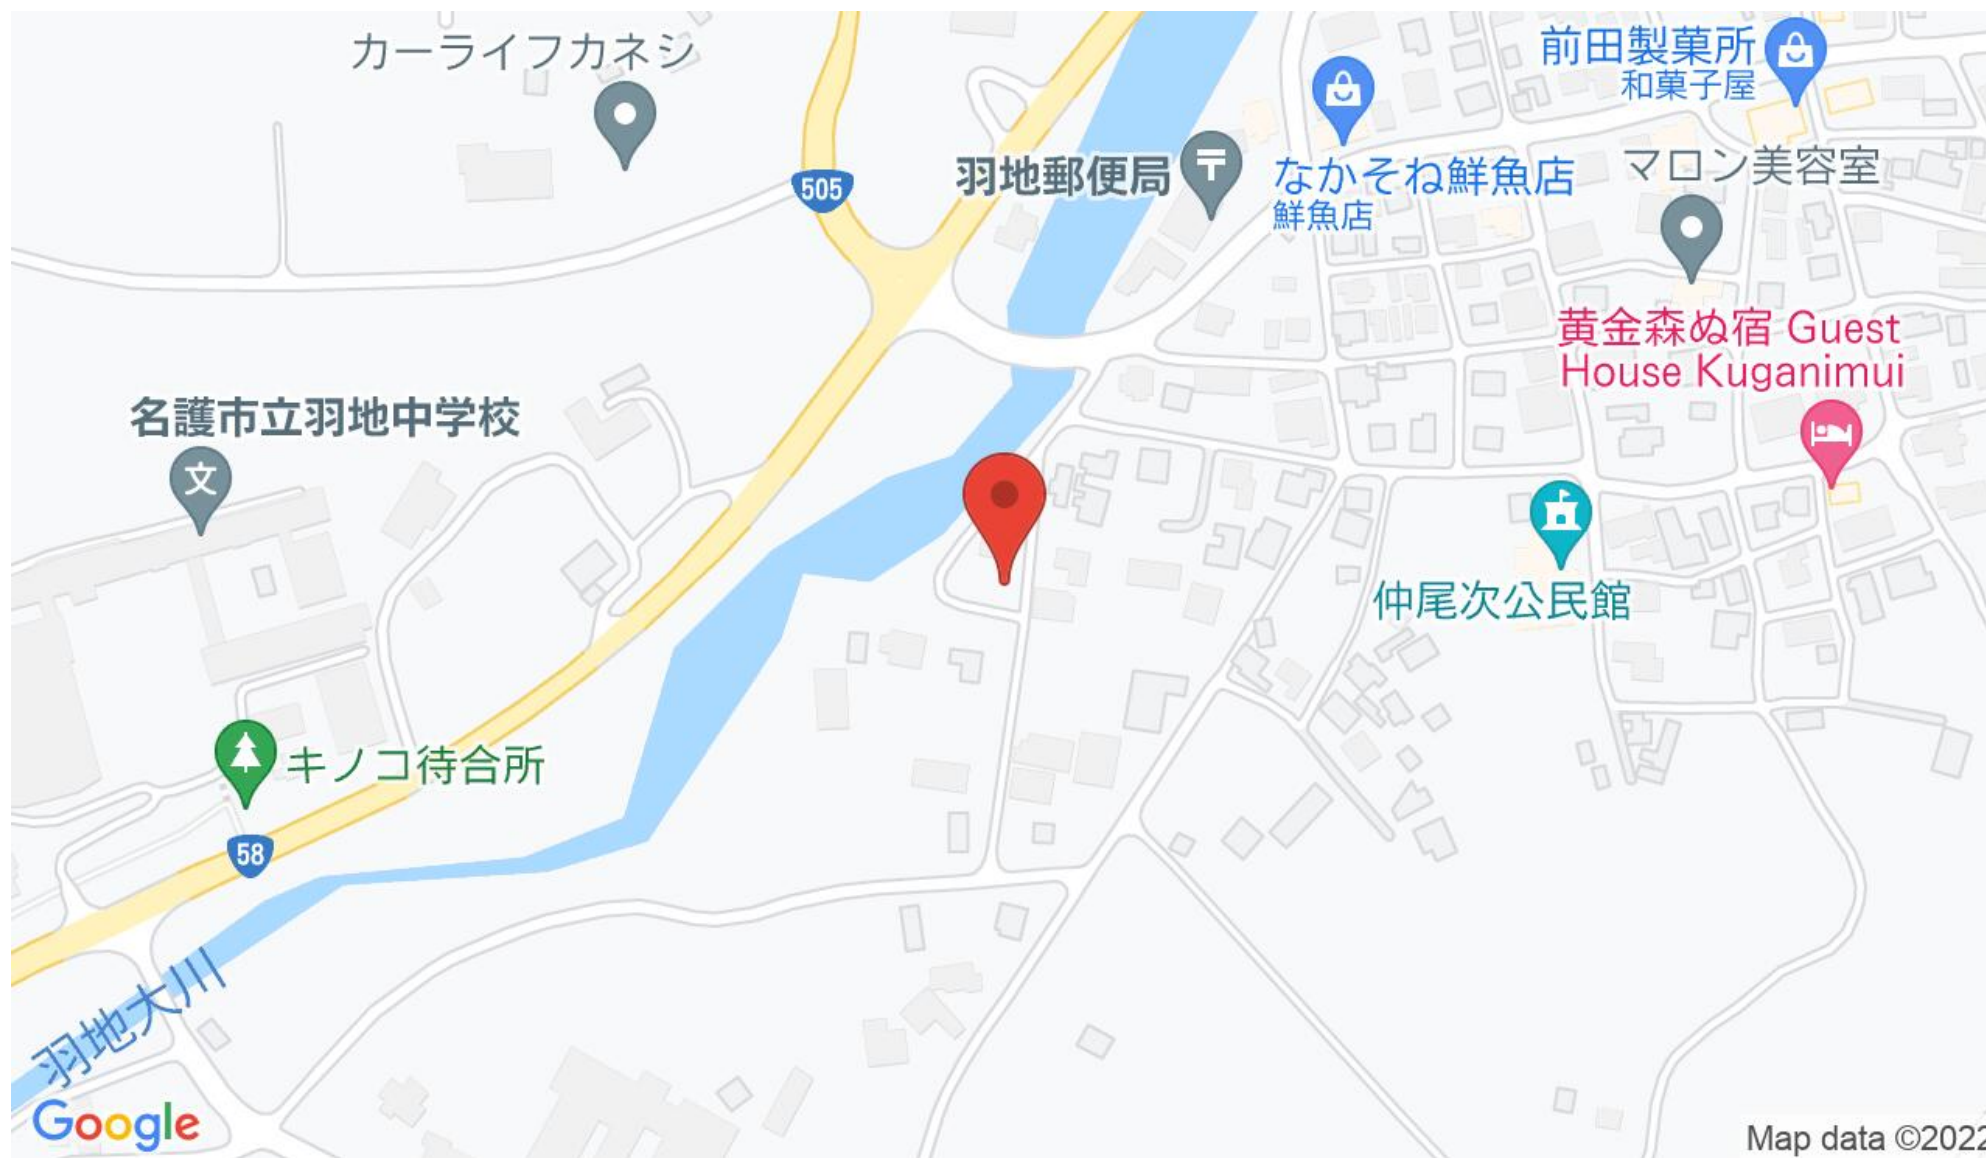 カーライフカネシ
前田製菓所
和菓子屋
505
羽地郵便局
なかそね鮮魚店
鮮魚店
マロン美容室
黄金森ぬ宿 Guest
House Kuganimui
名護市立羽地中学校
文
仲尾次公民館
キノコ待合所
58
羽地大川
Google
Map data ©2022